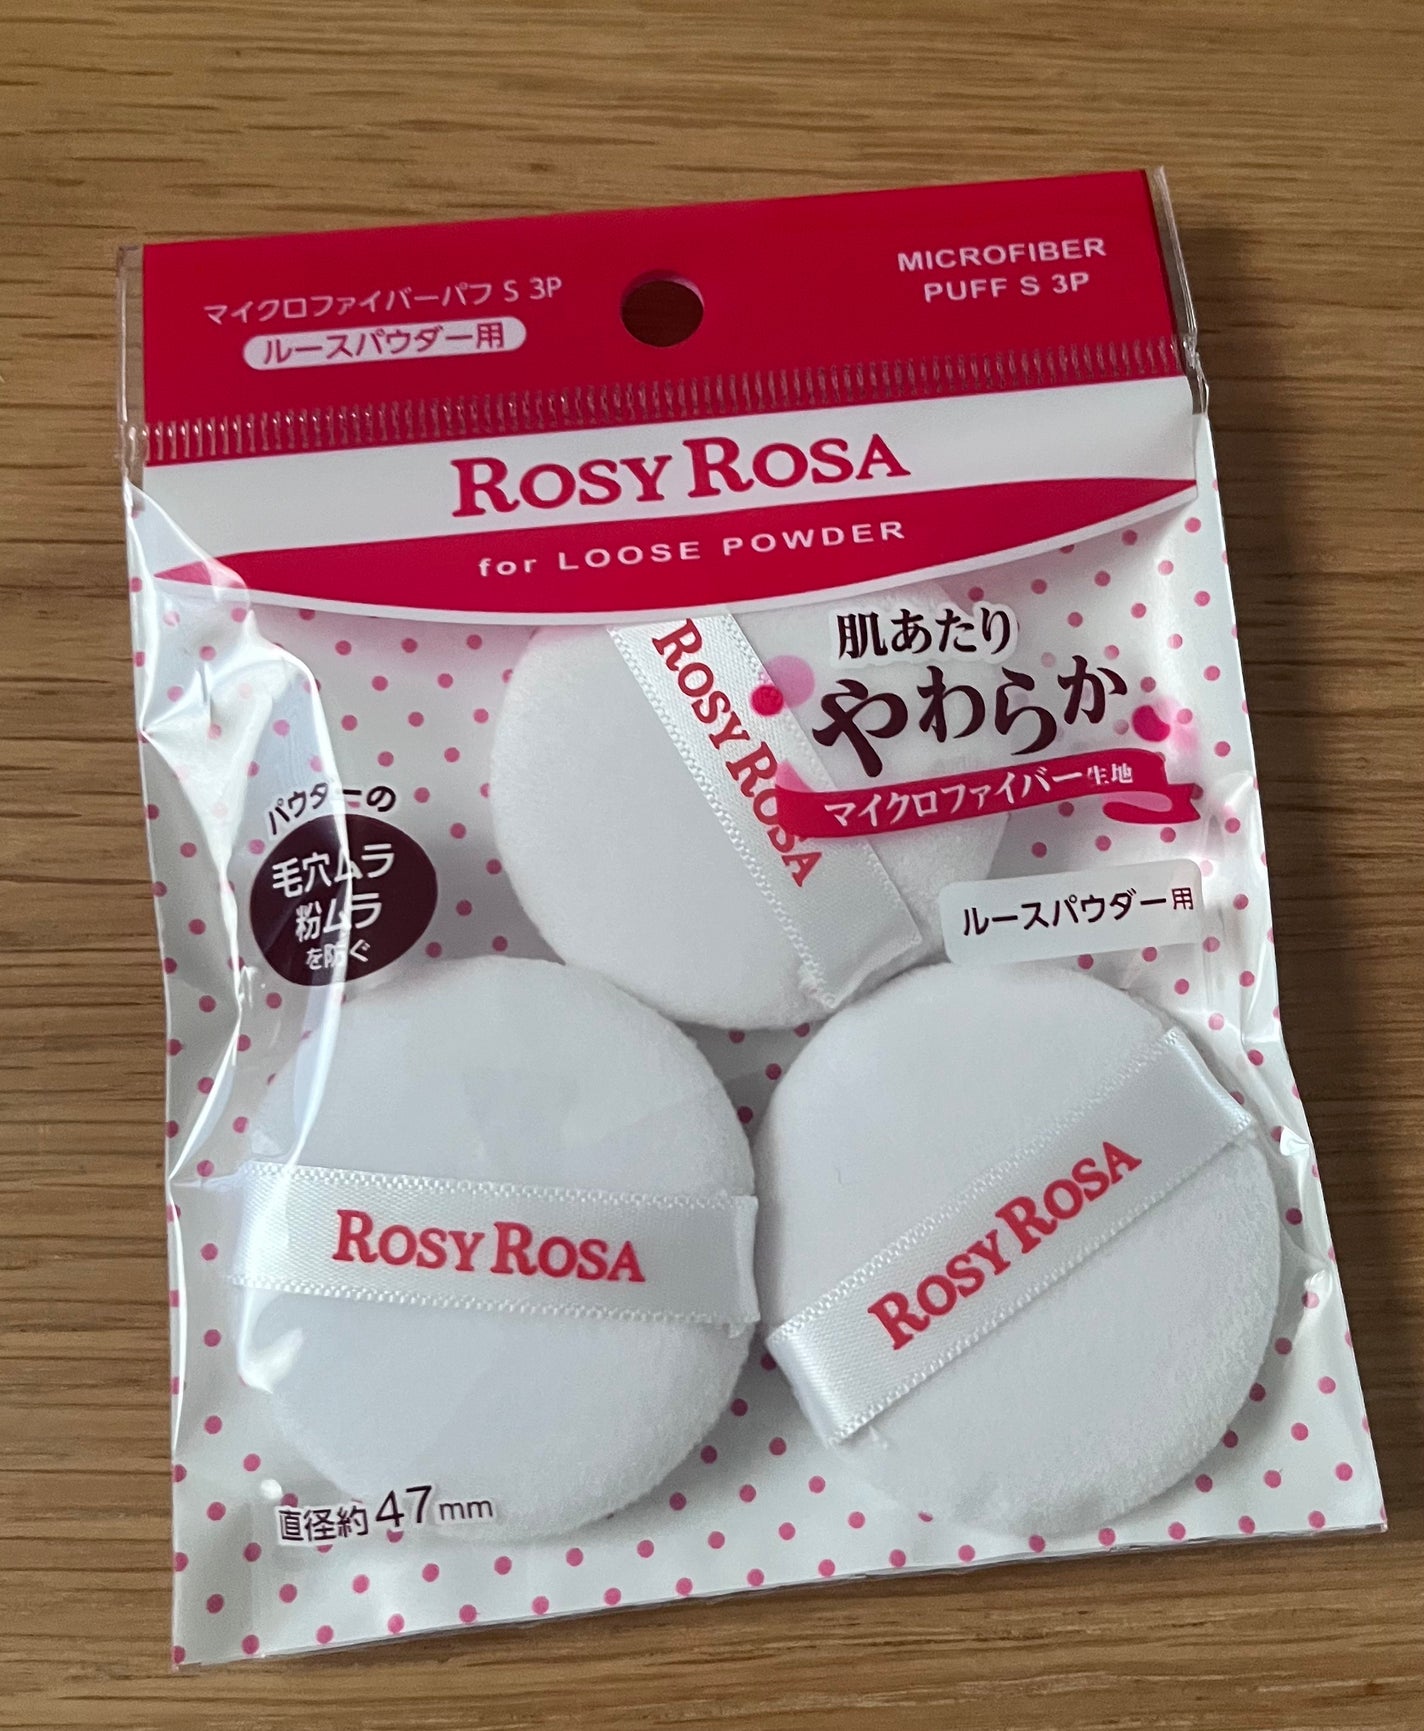 マイクロファイバーパフ S 3P
ルースパウダー用
MICROFIBER
PUFF S 3P
ROSY ROSA
for LOOSE POWDER
肌あたり
やわらか
マイクロファイバー生地
ROSY ROSA
パウダーの
毛穴ムラ
粉ムラ
を防ぐ
ルースパウダー用
ROSY ROSA
ROSY ROSA
直径約47mm